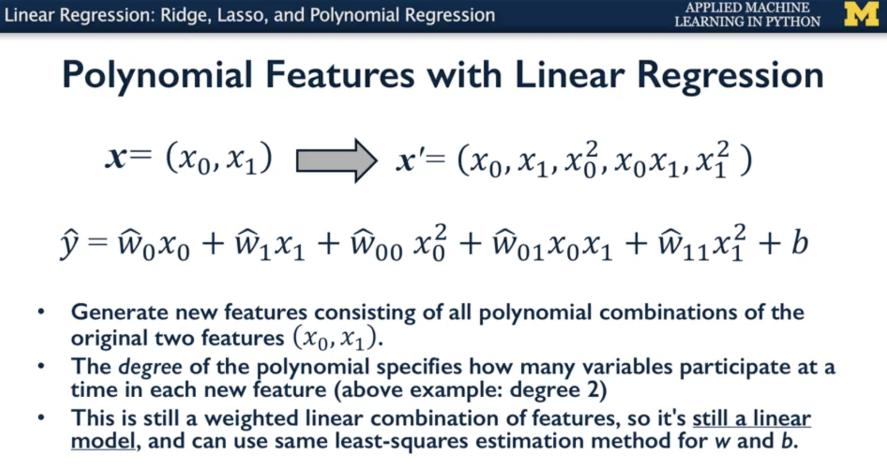 Linear Regression: Ridge, Lasso, and Polynomial Regression
APPLIED MACHINE
LEARNING IN PYTHON
M
Polynomial Features with Linear Regression
x= (x₀, x₁) x′= (x₀, x₁, x₀², x₀x₁, x₁² )
ŷ = ŵ₀x₀ + ŵ₁x₁ + ŵ₀₀ x₀² + ŵ₀₁x₀x₁ + ŵ₁₁x₁² + b
• Generate new features consisting of all polynomial combinations of the
original two features (x₀, x₁).
• The degree of the polynomial specifies how many variables participate at a
time in each new feature (above example: degree 2)
• This is still a weighted linear combination of features, so it's still a linear
model, and can use same least-squares estimation method for w and b.